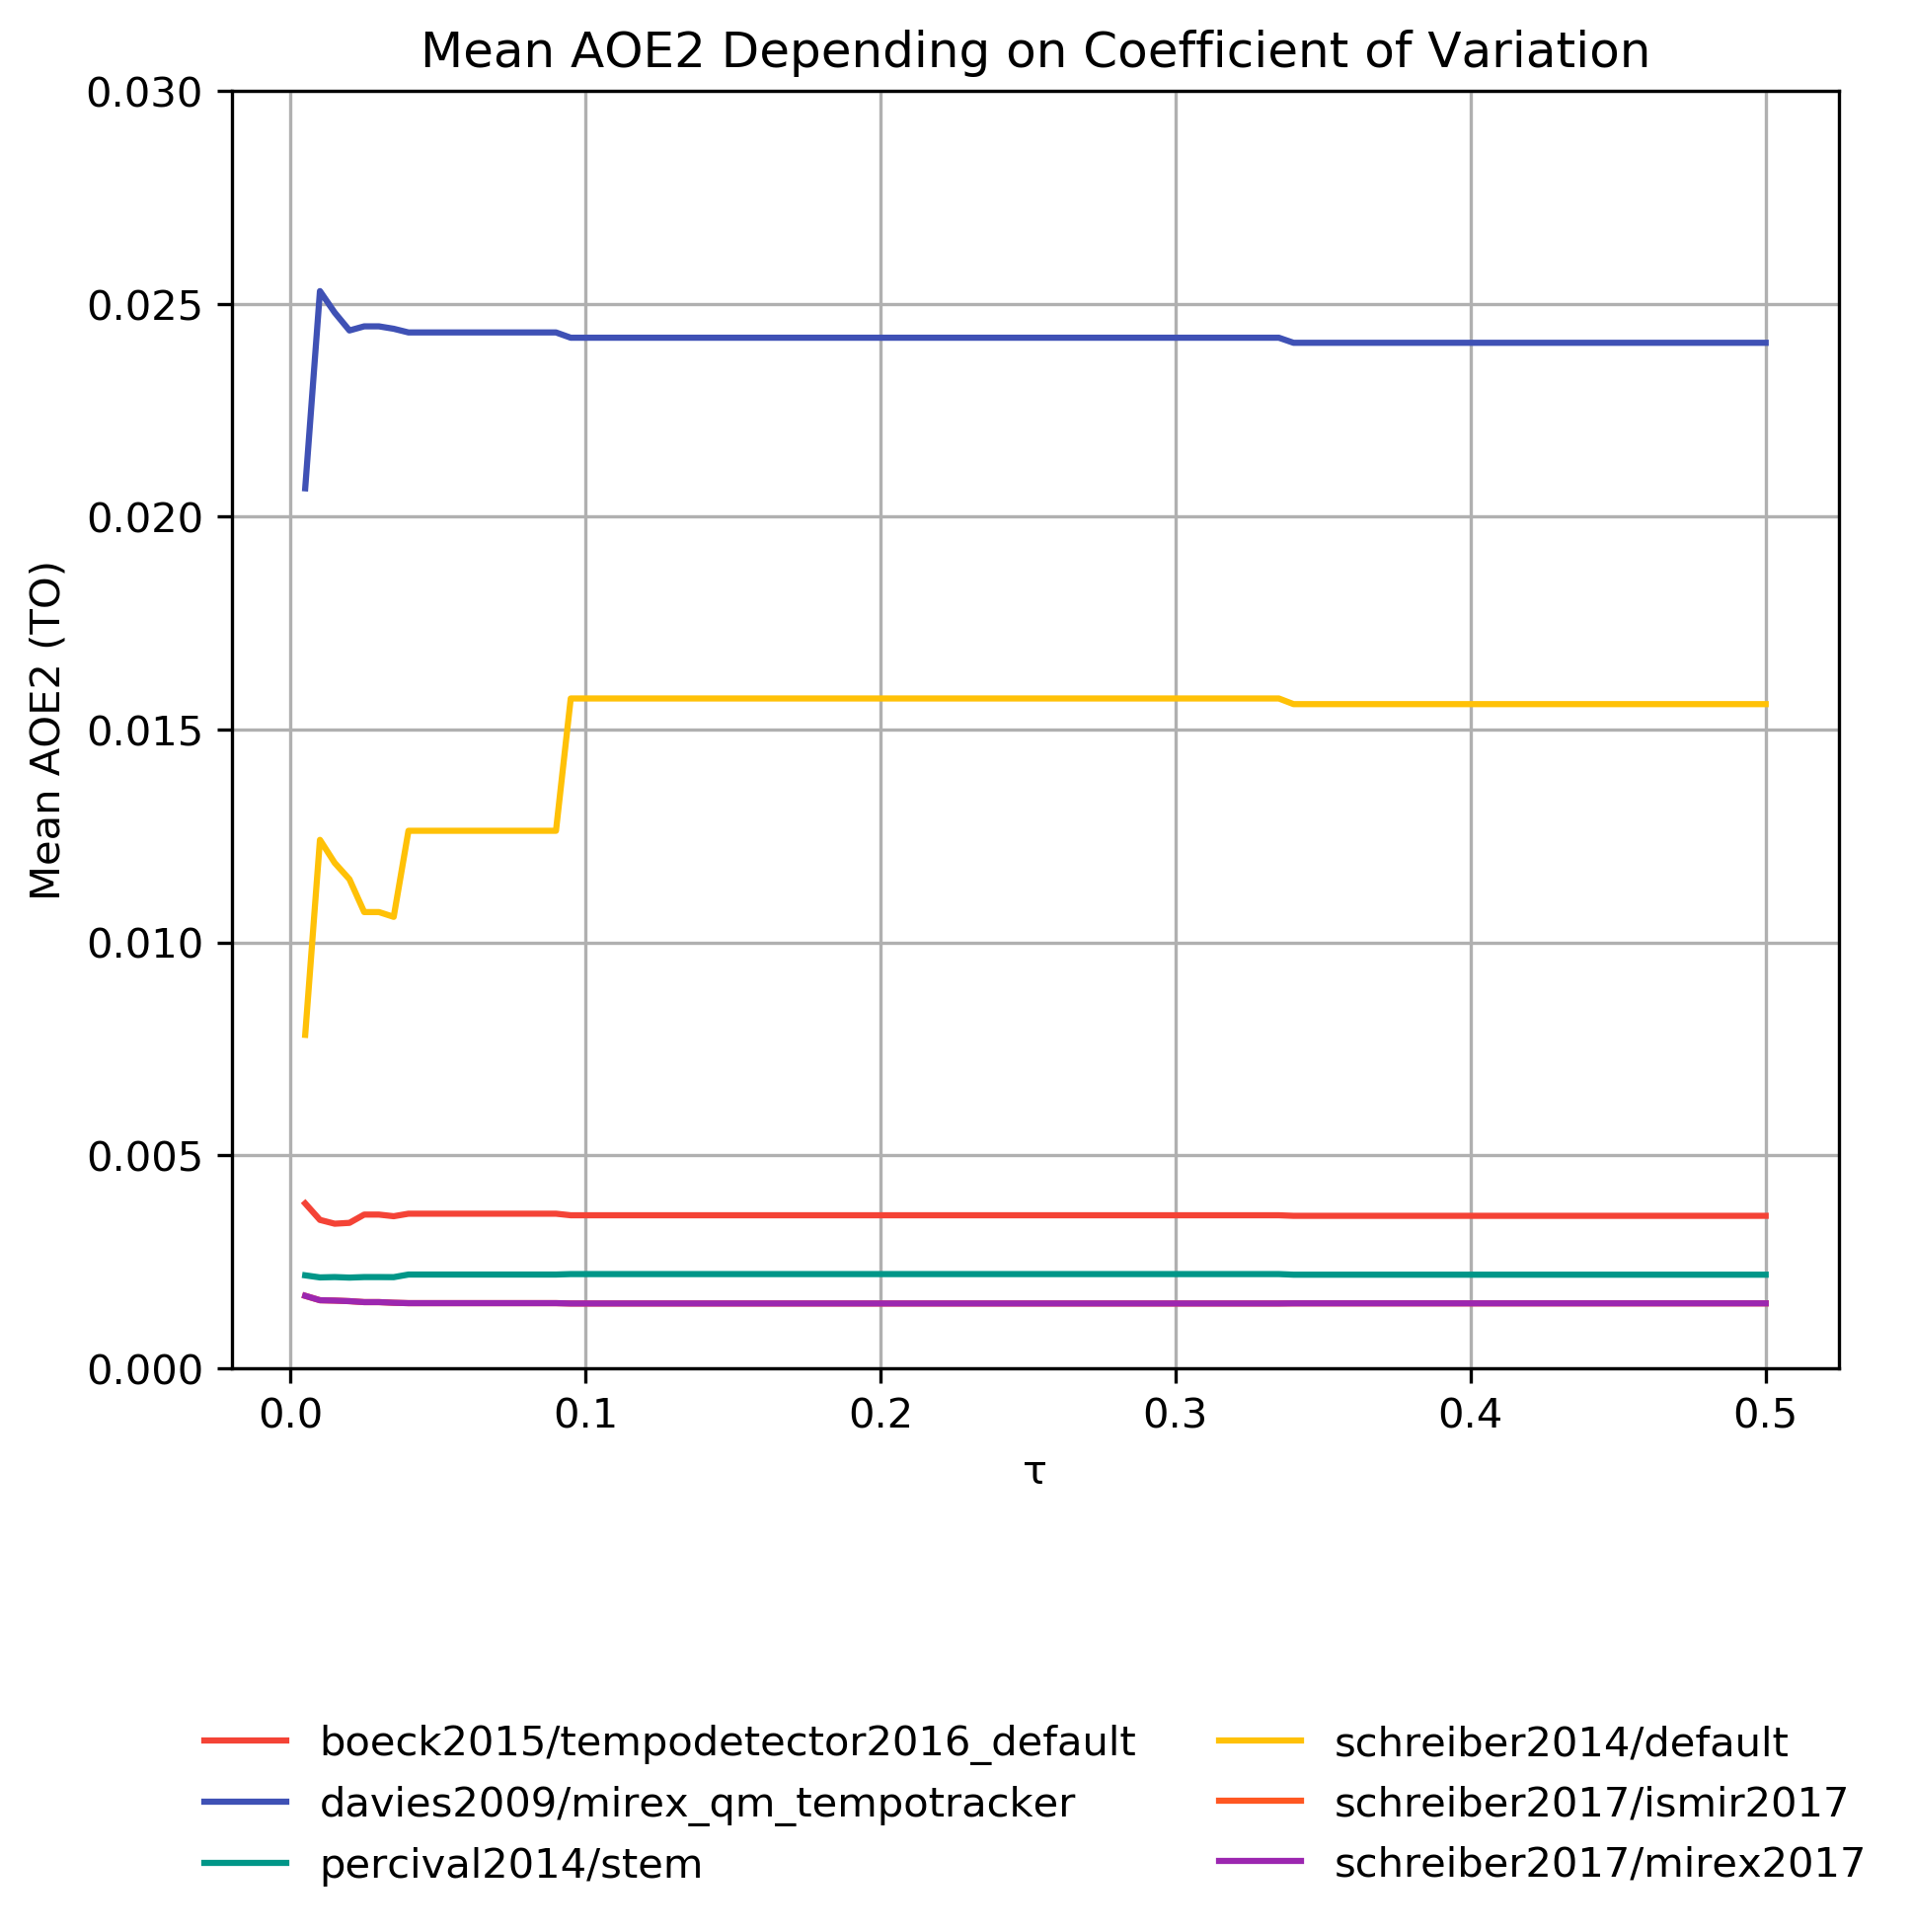 Mean AOE2 Depending on Coefficient of Variation
0.030
0.025
0.020
0.015
0.010
0.005
0.000
Mean AOE2 (TO)
0.0 0.1 0.2 0.3 0.4 0.5
τ
boeck2015/tempodetector2016_default
davies2009/mirex_qm_tempotracker
percival2014/stem
schreiber2014/default
schreiber2017/ismir2017
schreiber2017/mirex2017